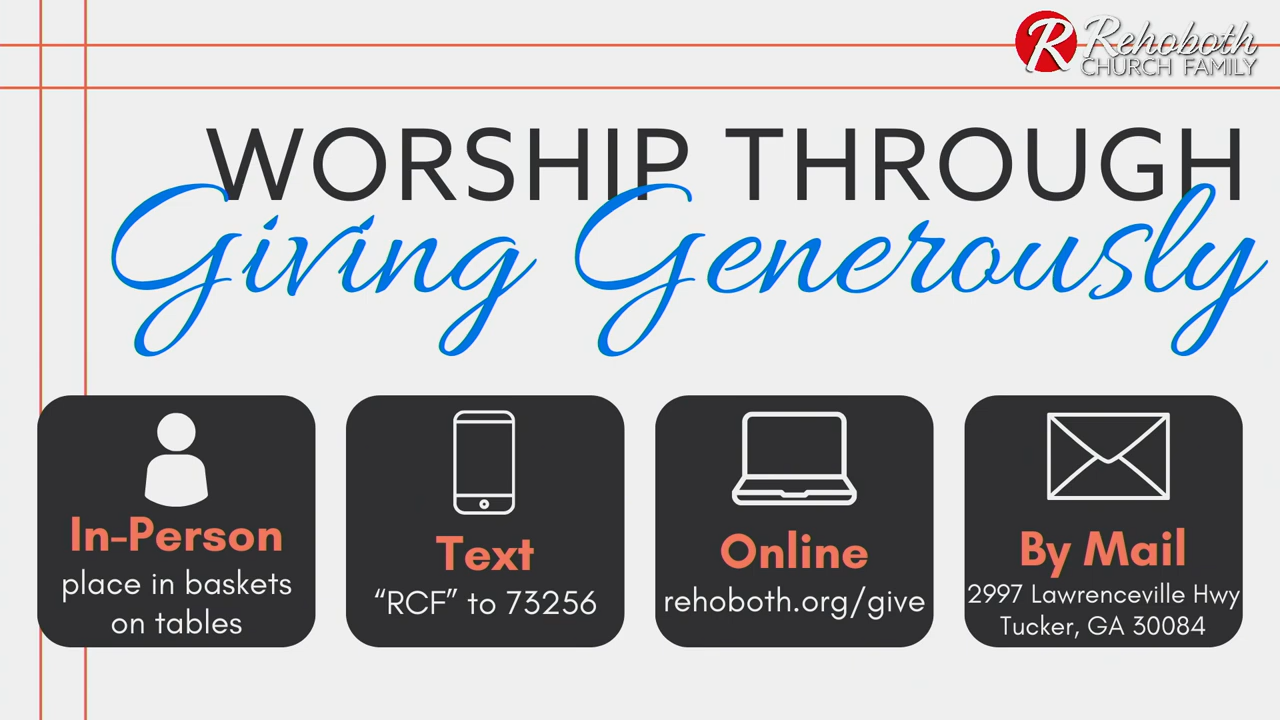 Rehoboth
CHURCH FAMILY
WORSHIP THROUGH
Giving Generously
In-Person
place in baskets
on tables
Text
“RCF” to 73256
Online
rehoboth.org/give
By Mail
2997 Lawrenceville Hwy
Tucker, GA 30084